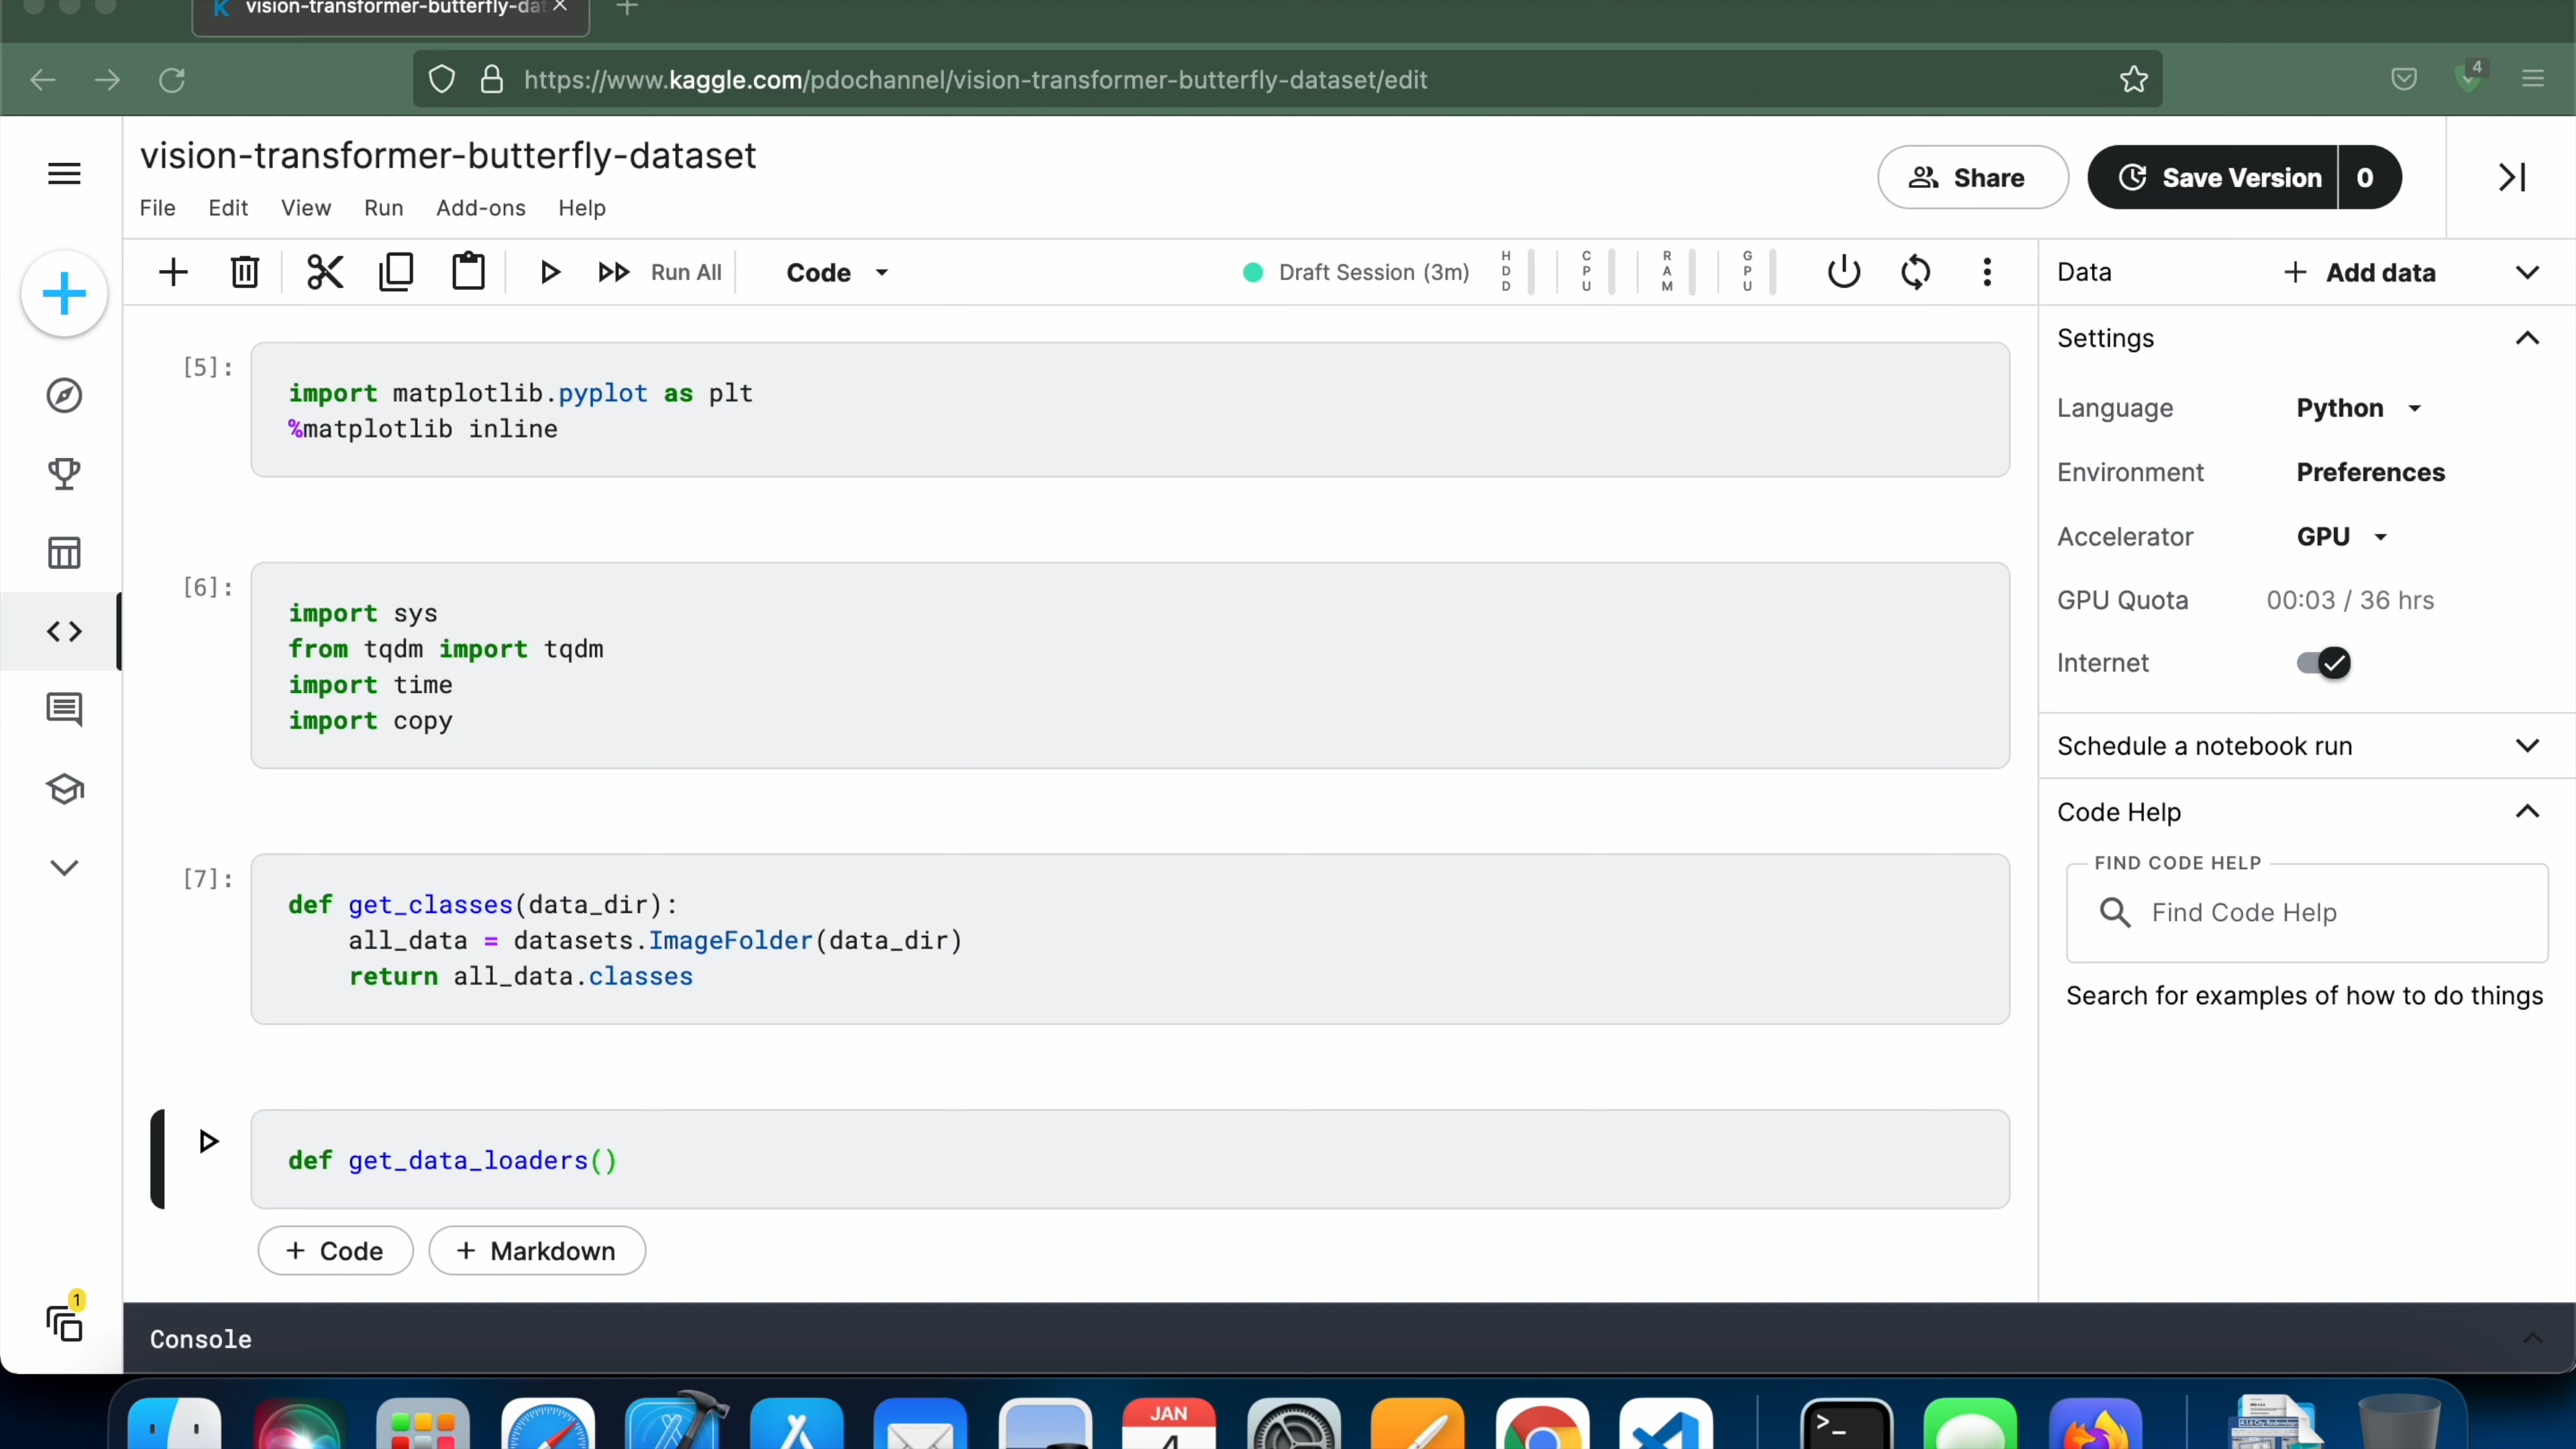 vision-transformer-butterfly-dat
https://www.kaggle.com/pdochannel/vision-transformer-butterfly-dataset/edit
4
vision-transformer-butterfly-dataset
File Edit View Run Add-ons Help
Share
Save Version 0
Run All
Code
Draft Session (3m)
HDD
CPU
RAM
GPU
Data
+ Add data
Settings
Language Python
Environment Preferences
Accelerator GPU
GPU Quota 00:03 / 36 hrs
Internet
Schedule a notebook run
Code Help
FIND CODE HELP
Find Code Help
Search for examples of how to do things
[5]:
import matplotlib.pyplot as plt
%matplotlib inline
[6]:
import sys
from tqdm import tqdm
import time
import copy
[7]:
def get_classes(data_dir):
    all_data = datasets.ImageFolder(data_dir)
    return all_data.classes
def get_data_loaders()
+ Code
+ Markdown
1
Console
JAN
4
>_